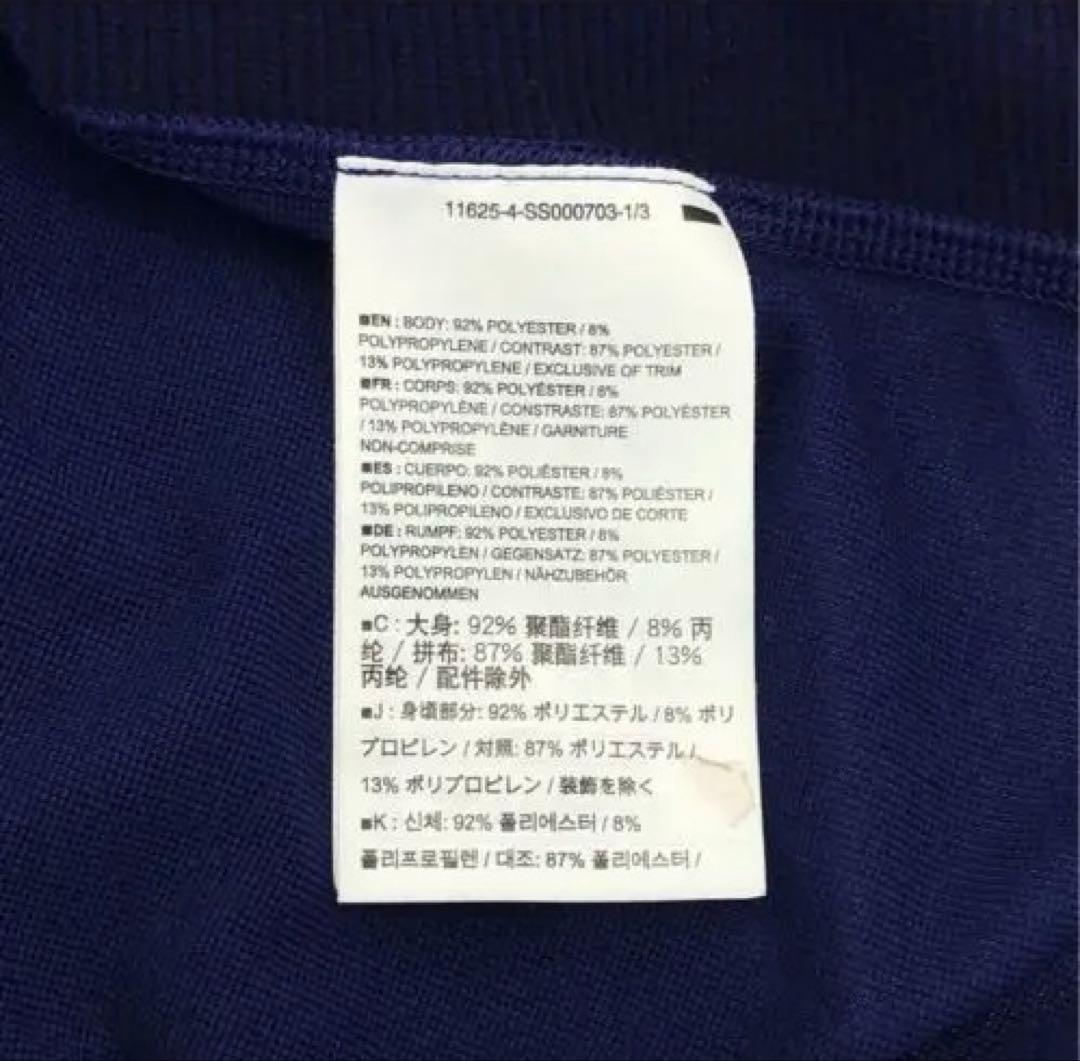 11625-4-SS000703-1/3
■EN : BODY: 92% POLYESTER / 8%
POLYPROPYLENE / CONTRAST: 87% POLYESTER /
13% POLYPROPYLENE / EXCLUSIVE OF TRIM
■FR : CORPS: 92% POLYÉSTER / 8%
POLYPROPYLÈNE / CONSTRASTE: 87% POLYÉSTER
/ 13% POLYPROPYLÈNE / GARNITURE
NON-COMPRISE
■ES : CUERPO: 92% POLIÉSTER / 8%
POLIPROPILENO / CONTRASTE: 87% POLIÉSTER /
13% POLIPROPILENO / EXCLUSIVO DE CORTE
■DE : RUMPF: 92% POLYESTER / 8%
POLYPROPYLEN / GEGENSATZ: 87% POLYESTER /
13% POLYPROPYLEN / NÄHZUBEHÖR
AUSGENOMMEN
■C : 大身: 92% 聚酯纤维 / 8% 丙
纶 / 拼布: 87% 聚酯纤维 / 13%
丙纶 / 配件除外
■J : 身頃部分: 92% ポリエステル / 8% ポリ
プロピレン / 対照: 87% ポリエステル /
13% ポリプロピレン / 装飾を除く
■K : 신체: 92% 폴리에스터 / 8%
폴리프로필렌 / 대조: 87% 폴리에스터 /